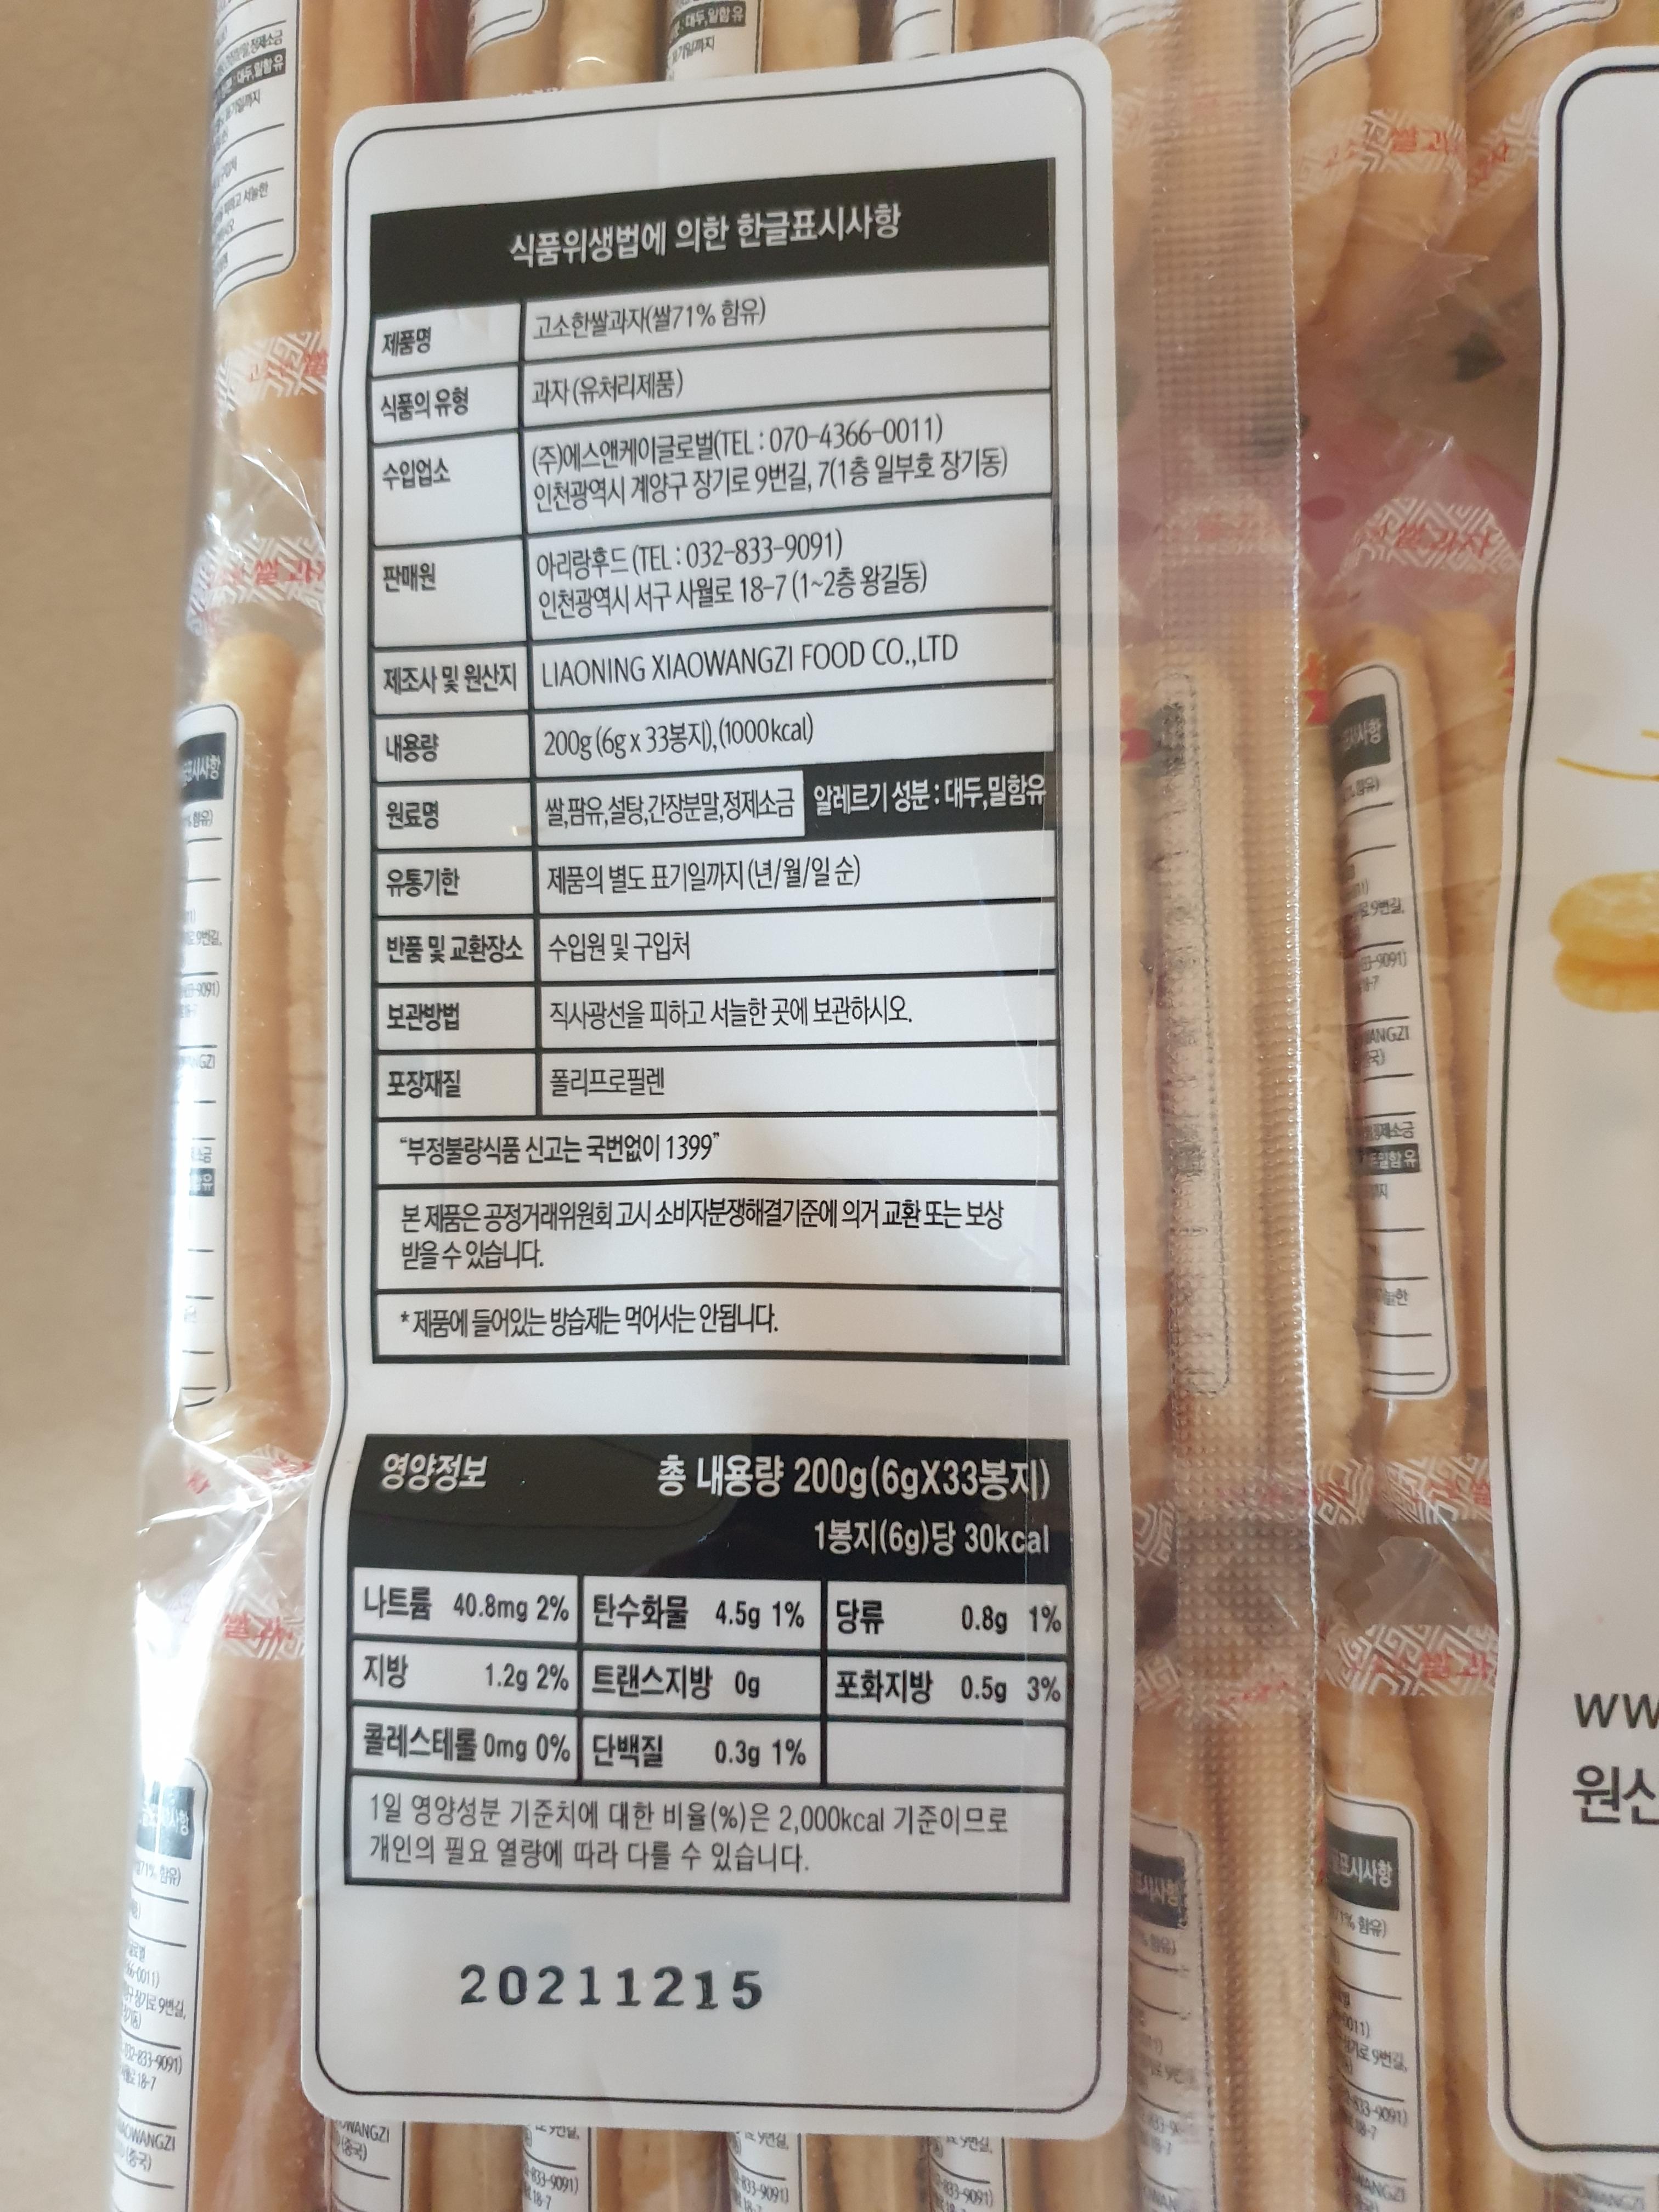 식품위생법에 의한 한글표시사항
제품명 고소한쌀과자(쌀71% 함유)
식품의 유형 과자 (유처리제품)
수입업소 (주)에스앤케이글로벌(TEL : 070-4366-0011)
인천광역시 계양구 장기로 9번길, 7(1층 일부호 장기동)
판매원 아리랑후드 (TEL : 032-833-9091)
인천광역시 서구 사월로 18-7 (1~2층 왕길동)
제조사 및 원산지 LIAONING XIAOWANGZI FOOD CO.,LTD
내용량 200g (6g x 33봉지), (1000kcal)
원료명 쌀,팜유,설탕,간장분말,정제소금 알레르기 성분 : 대두,밀함유
유통기한 제품의 별도 표기일까지 (년/월/일 순)
반품 및 교환장소 수입원 및 구입처
보관방법 직사광선을 피하고 서늘한 곳에 보관하시오.
포장재질 폴리프로필렌
“부정불량식품 신고는 국번없이 1399”
본 제품은 공정거래위원회 고시 소비자분쟁해결기준에 의거 교환 또는 보상
받을 수 있습니다.
* 제품에 들어있는 방습제는 먹어서는 안됩니다.
영양정보 총 내용량 200g(6gX33봉지)
1봉지(6g)당 30kcal
나트륨 40.8mg 2% 탄수화물 4.5g 1% 당류 0.8g 1%
지방 1.2g 2% 트랜스지방 0g 포화지방 0.5g 3%
콜레스테롤 0mg 0% 단백질 0.3g 1%
1일 영양성분 기준치에 대한 비율(%)은 2,000kcal 기준이므로
개인의 필요 열량에 따라 다를 수 있습니다.
20211215